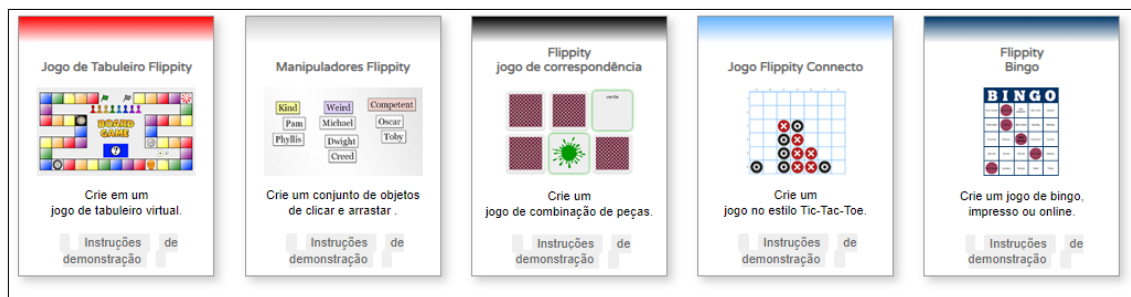 Jogo de Tabuleiro Flippity
BOARD
GAME
?
Crie em um
jogo de tabuleiro virtual.
Instruções de
demonstração
Manipuladores Flippity
Kind Weird Competent
Pam Michael Oscar
Phyllis Dwight Toby
Creed
Crie um conjunto de objetos
de clicar e arrastar .
Instruções de
demonstração
Flippity
jogo de correspondência
verde
Crie um
jogo de combinação de peças.
Instruções de
demonstração
Jogo Flippity Connecto
Crie um
jogo no estilo Tic-Tac-Toe.
Instruções de
demonstração
Flippity
Bingo
BINGO
Crie um jogo de bingo,
impresso ou online.
Instruções de
demonstração